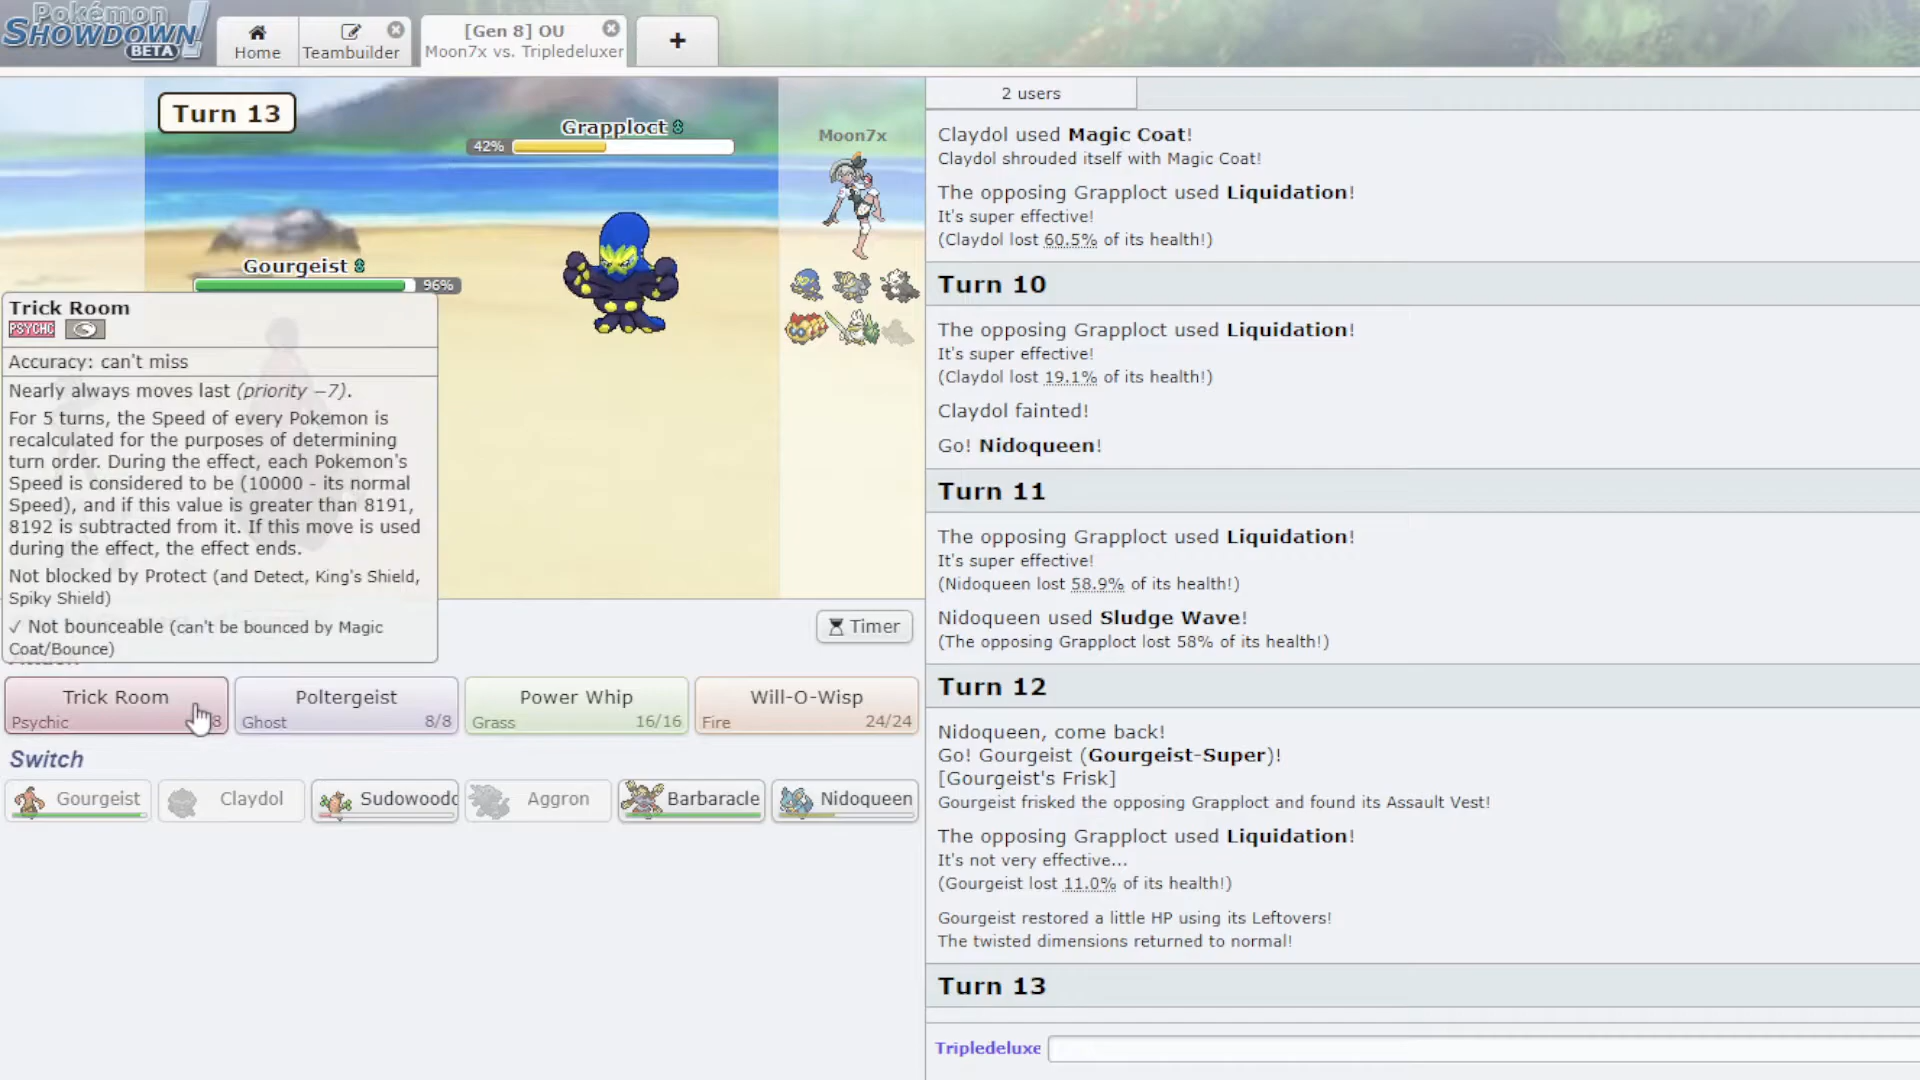 Pokémon
SHOWDOWN!
BETA
Home
Teambuilder
[Gen 8] OU
Moon7x vs. Tripledeluxer
+
Turn 13
Grapploct
42%
Moon7x
Gourgeist
96%
Trick Room
PSYCHC
Accuracy: can't miss
Nearly always moves last (priority −7).
For 5 turns, the Speed of every Pokemon is
recalculated for the purposes of determining
turn order. During the effect, each Pokemon's
Speed is considered to be (10000 - its normal
Speed), and if this value is greater than 8191,
8192 is subtracted from it. If this move is used
during the effect, the effect ends.
Not blocked by Protect (and Detect, King's Shield,
Spiky Shield)
✓ Not bounceable (can't be bounced by Magic
Coat/Bounce)
Timer
Trick Room
Psychic 8
Poltergeist
Ghost 8/8
Power Whip
Grass 16/16
Will-O-Wisp
Fire 24/24
Switch
Gourgeist
Claydol
Sudowoodo
Aggron
Barbaracle
Nidoqueen
2 users
Claydol used Magic Coat!
Claydol shrouded itself with Magic Coat!
The opposing Grapploct used Liquidation!
It's super effective!
(Claydol lost 60.5% of its health!)
Turn 10
The opposing Grapploct used Liquidation!
It's super effective!
(Claydol lost 19.1% of its health!)
Claydol fainted!
Go! Nidoqueen!
Turn 11
The opposing Grapploct used Liquidation!
It's super effective!
(Nidoqueen lost 58.9% of its health!)
Nidoqueen used Sludge Wave!
(The opposing Grapploct lost 58% of its health!)
Turn 12
Nidoqueen, come back!
Go! Gourgeist (Gourgeist-Super)!
[Gourgeist's Frisk]
Gourgeist frisked the opposing Grapploct and found its Assault Vest!
The opposing Grapploct used Liquidation!
It's not very effective...
(Gourgeist lost 11.0% of its health!)
Gourgeist restored a little HP using its Leftovers!
The twisted dimensions returned to normal!
Turn 13
Tripledeluxe